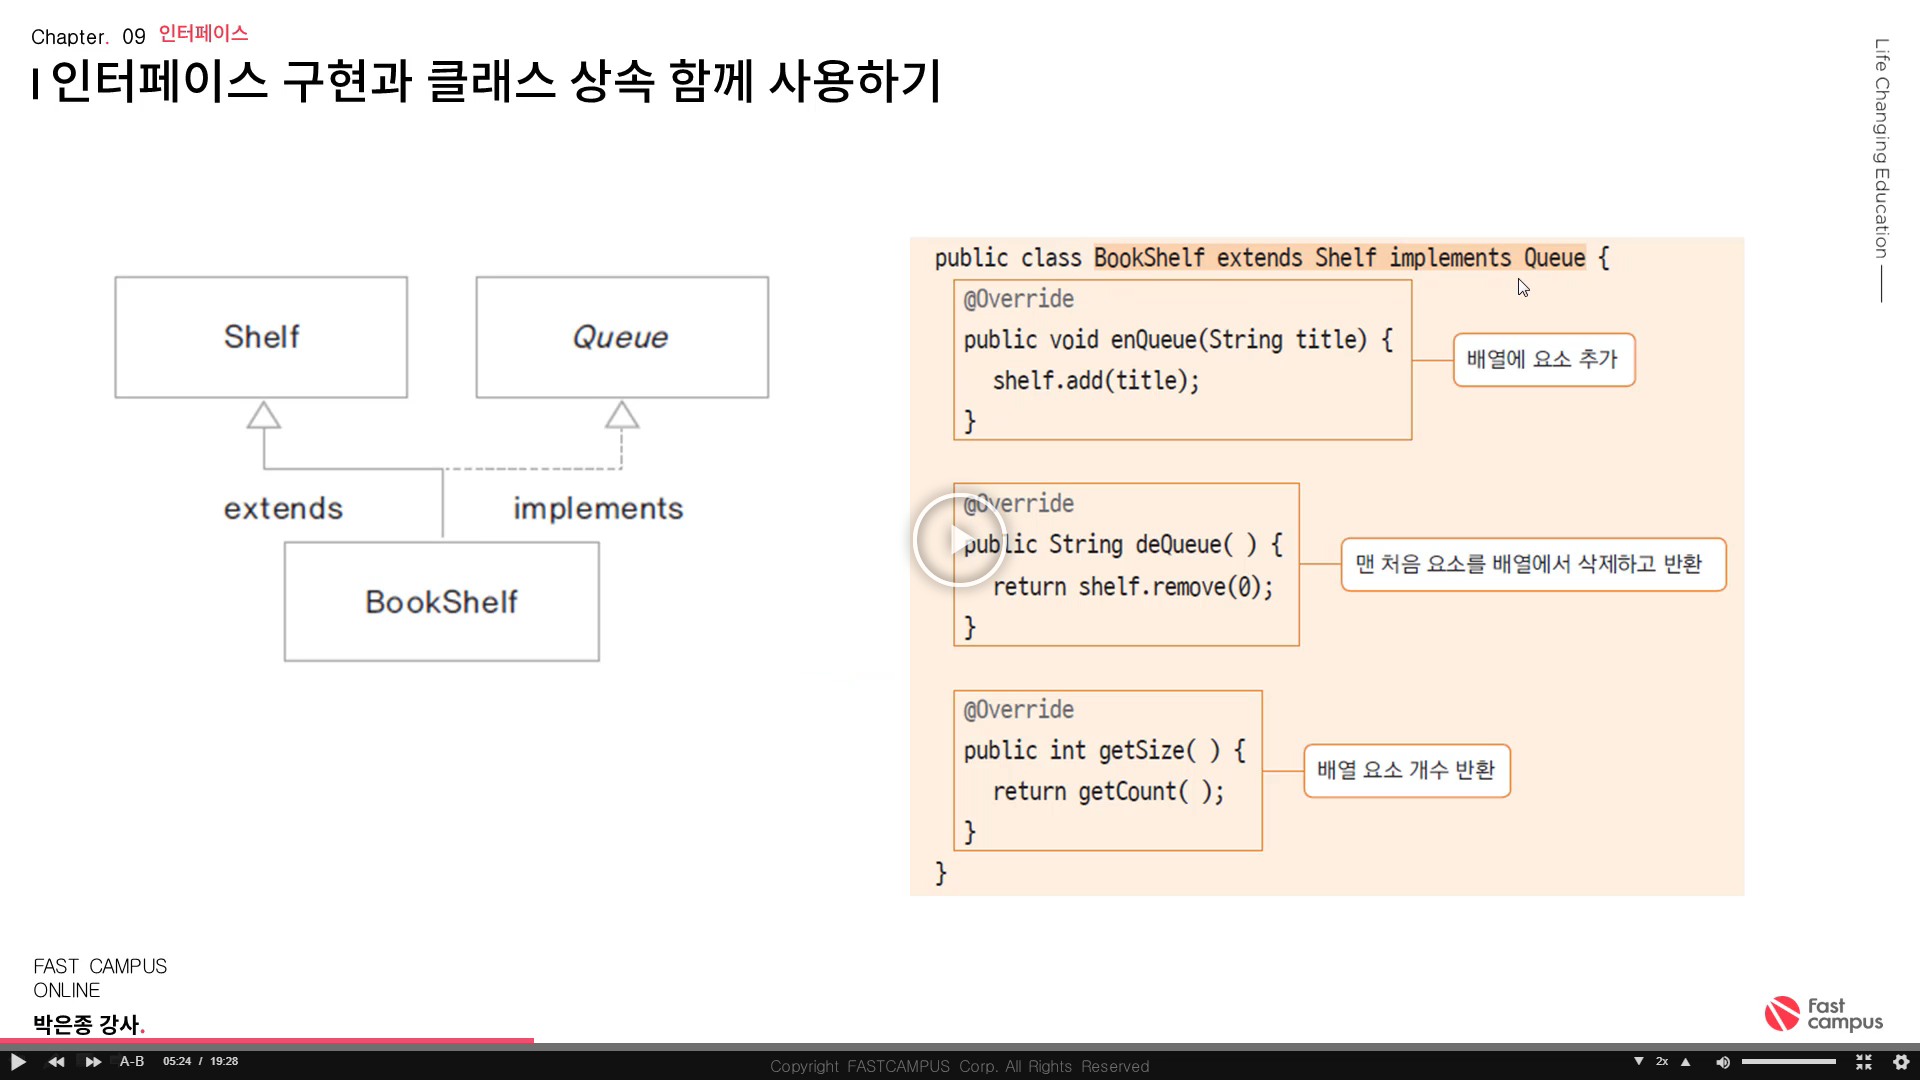 Chapter. 09 인터페이스
인터페이스 구현과 클래스 상속 함께 사용하기
Life Changing Education
Shelf
Queue
extends
implements
BookShelf
public class BookShelf extends Shelf implements Queue {
@Override
public void enQueue(String title) {
shelf.add(title);
}
배열에 요소 추가
@Override
public String deQueue( ) {
return shelf.remove(0);
}
맨 처음 요소를 배열에서 삭제하고 반환
@Override
public int getSize( ) {
return getCount( );
}
배열 요소 개수 반환
}
FAST CAMPUS
ONLINE
박은종 강사.
Fast
campus
A-B 05:24 / 19:28
Copyright FASTCAMPUS Corp. All Rights Reserved
2x